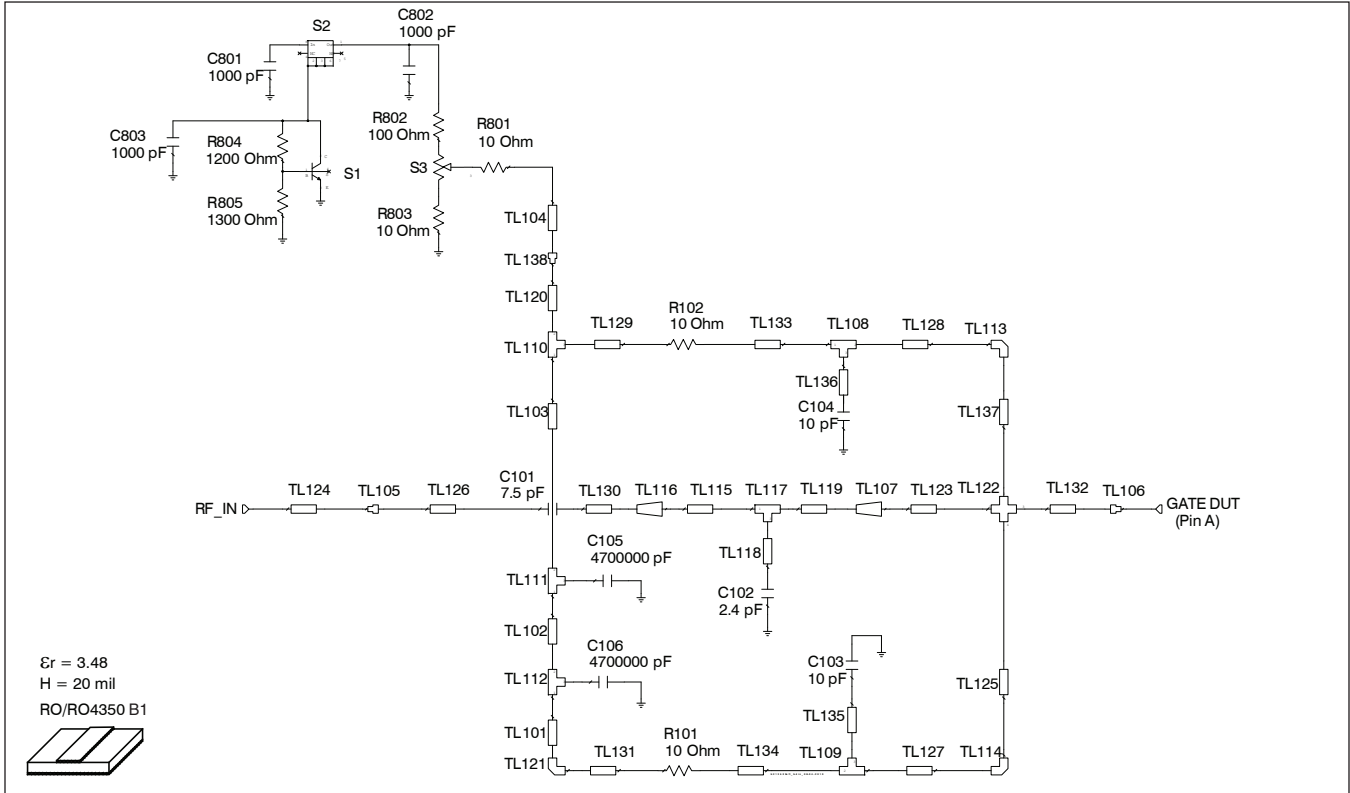 S2
C802
1000 pF
C801
1000 pF
C803
1000 pF
R804
1200 Ohm
S1
R805
1300 Ohm
R802
100 Ohm
R801
10 Ohm
S3
R803
10 Ohm
TL104
TL138
TL120
TL110
TL129
R102
10 Ohm
TL133
TL108
TL128
TL113
TL136
C104
10 pF
TL137
TL103
RF_IN
TL124
TL105
TL126
C101
7.5 pF
TL130
TL116
TL115
TL117
TL119
TL107
TL123
TL122
TL132
TL106
GATE DUT
(Pin A)
TL118
C102
2.4 pF
C105
4700000 pF
TL111
TL102
C106
4700000 pF
TL112
TL101
TL121
TL131
R101
10 Ohm
TL134
TL109
TL127
TL114
C103
10 pF
TL135
TL125
Ɛr = 3.48
H = 20 mil
RO/RO4350 B1